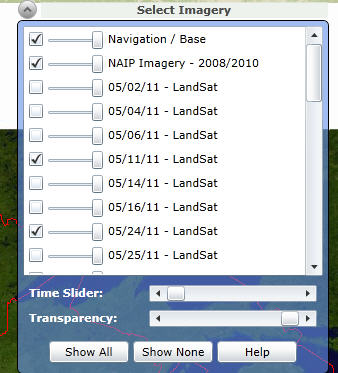 Select Imagery
Navigation / Base
NAIP Imagery - 2008/2010
05/02/11 - LandSat
05/04/11 - LandSat
05/06/11 - LandSat
05/11/11 - LandSat
05/14/11 - LandSat
05/16/11 - LandSat
05/24/11 - LandSat
05/25/11 - LandSat
Time Slider:
Transparency:
Show All Show None Help